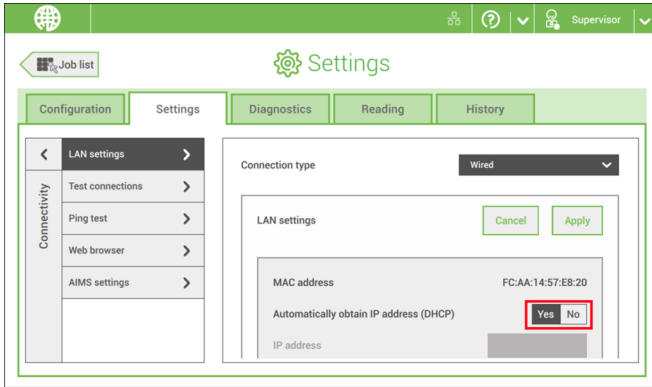 Supervisor
Job list
Settings
Configuration
Settings
Diagnostics
Reading
History
Connectivity
LAN settings
Test connections
Ping test
Web browser
AIMS settings
Connection type
Wired
LAN settings
Cancel
Apply
MAC address
FC:AA:14:57:E8:20
Automatically obtain IP address (DHCP)
Yes No
IP address